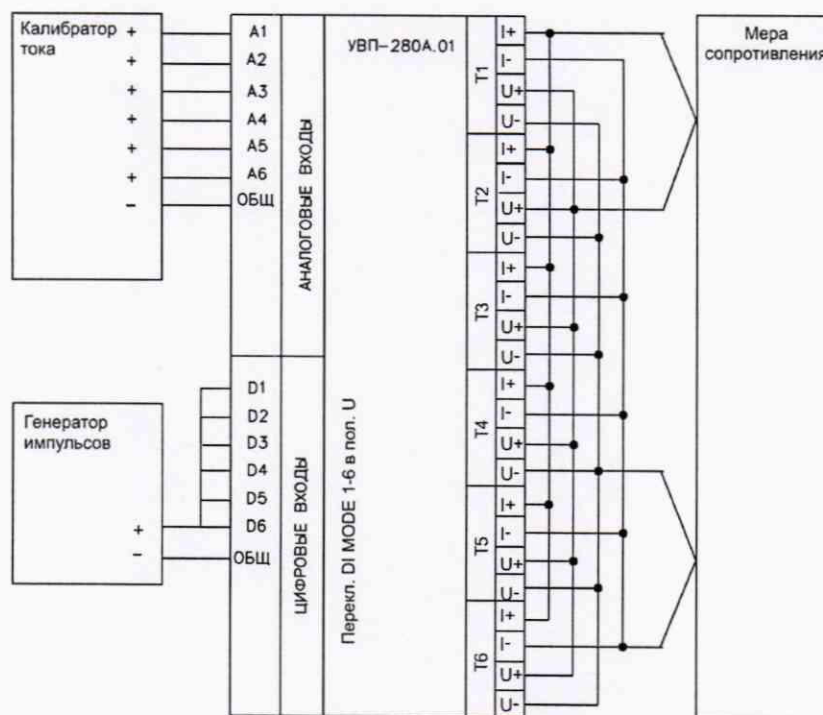 Калибратор
тока
+
+
+
+
+
+
–
A1
A2
A3
A4
A5
A6
ОБЩ
АНАЛОГОВЫЕ ВХОДЫ
Генератор
импульсов
+
–
D1
D2
D3
D4
D5
D6
ОБЩ
ЦИФРОВЫЕ ВХОДЫ
УВП-280А.01
Перекл. DI MODE 1-6 в пол. U
T1
I+
I-
U+
U-
T2
I+
I-
U+
U-
T3
I+
I-
U+
U-
T4
I+
I-
U+
U-
T5
I+
I-
U+
U-
T6
I+
I-
U+
U-
Мера
сопротивления